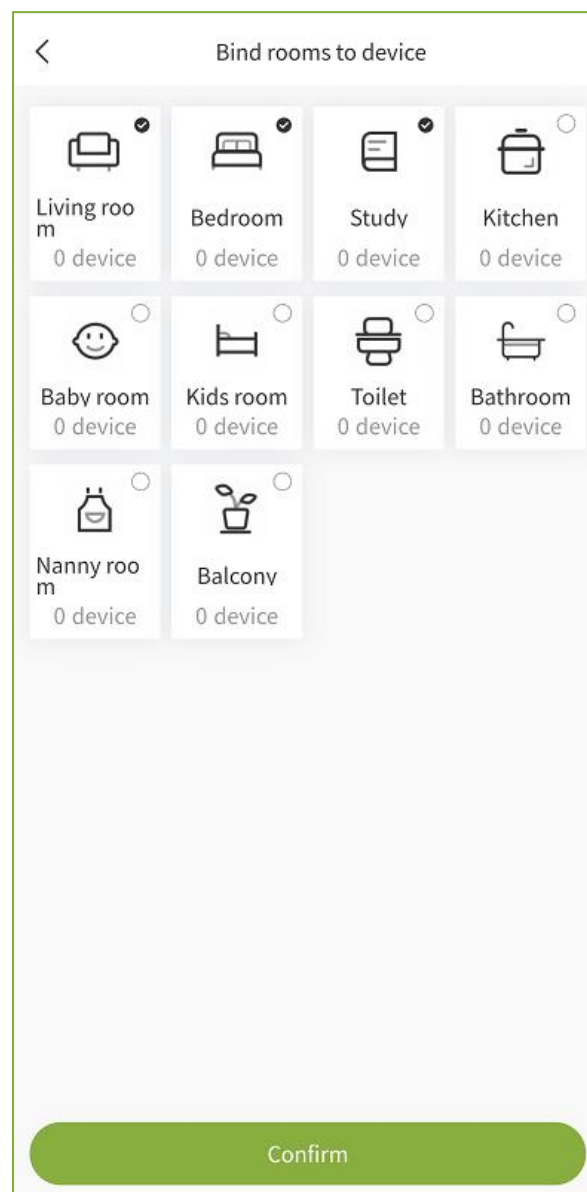 Bind rooms to device
Living roo
m
0 device
Bedroom
0 device
Study
0 device
Kitchen
0 device
Baby room
0 device
Kids room
0 device
Toilet
0 device
Bathroom
0 device
Nanny roo
m
0 device
Balcony
0 device
Confirm